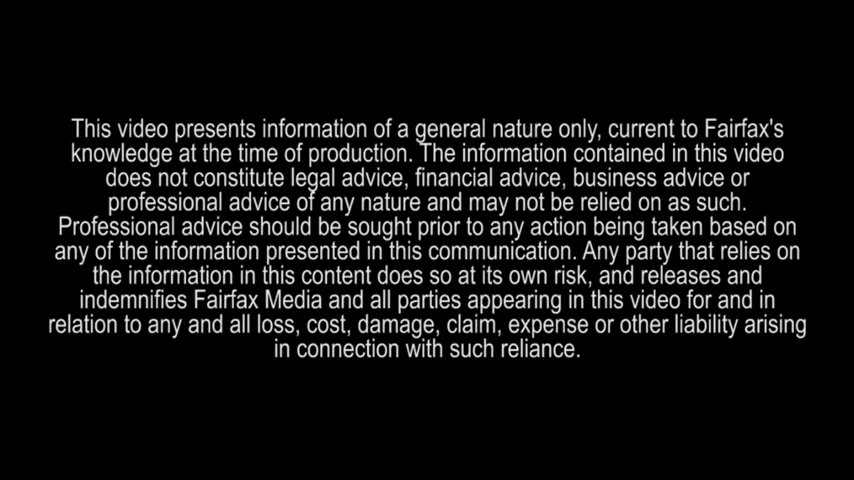 This video presents information of a general nature only, current to Fairfax's
knowledge at the time of production. The information contained in this video
does not constitute legal advice, financial advice, business advice or
professional advice of any nature and may not be relied on as such.
Professional advice should be sought prior to any action being taken based on
any of the information presented in this communication. Any party that relies on
the information in this content does so at its own risk, and releases and
indemnifies Fairfax Media and all parties appearing in this video for and in
relation to any and all loss, cost, damage, claim, expense or other liability arising
in connection with such reliance.